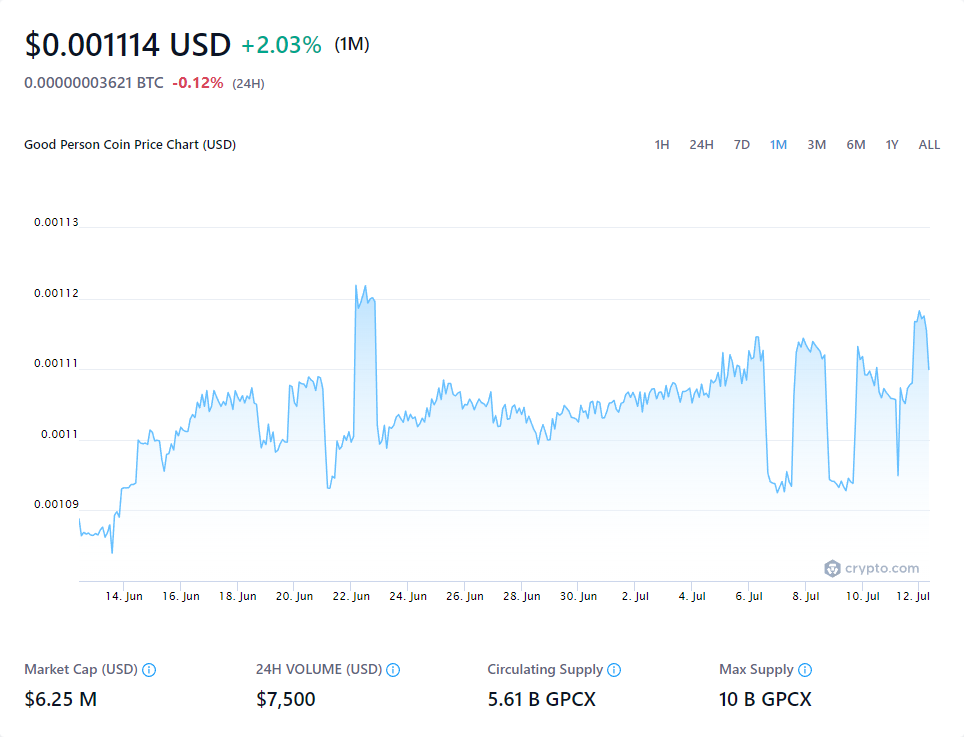 $0.001114 USD +2.03% (1M)
0.00000003621 BTC -0.12% (24H)
Good Person Coin Price Chart (USD) 1H 24H 7D 1M 3M 6M 1Y ALL
0.00113
0.00112
0.00111
0.0011
0.00109
crypto.com
14. Jun 16. Jun 18. Jun 20. Jun 22. Jun 24. Jun 26. Jun 28. Jun 30. Jun 2. Jul 4. Jul 6. Jul 8. Jul 10. Jul 12. Jul
Market Cap (USD) 24H VOLUME (USD) Circulating Supply Max Supply
$6.25 M $7,500 5.61 B GPCX 10 B GPCX